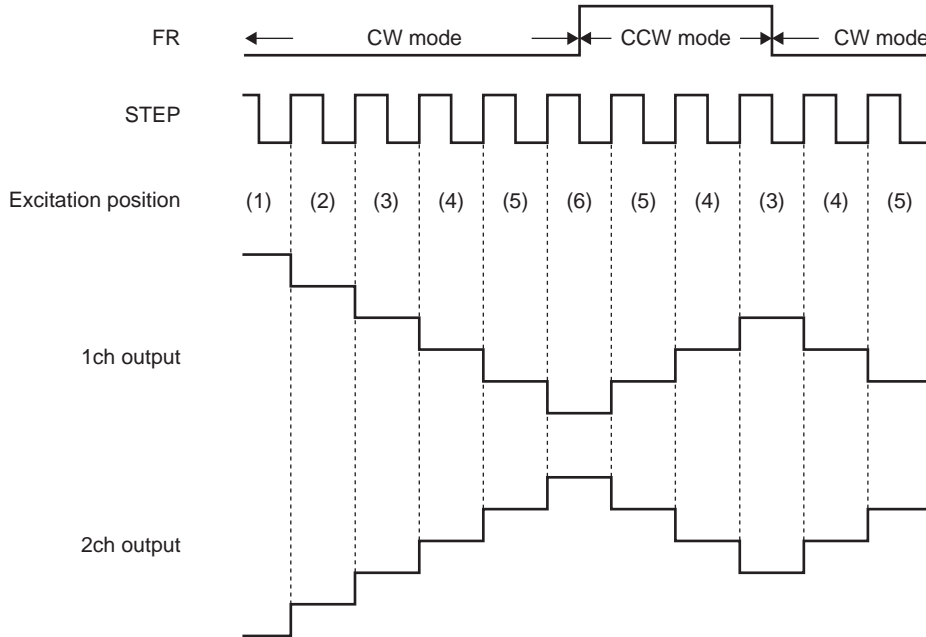 FR CW mode CCW mode CW mode
STEP
Excitation position (1) (2) (3) (4) (5) (6) (5) (4) (3) (4) (5)
1ch output
2ch output